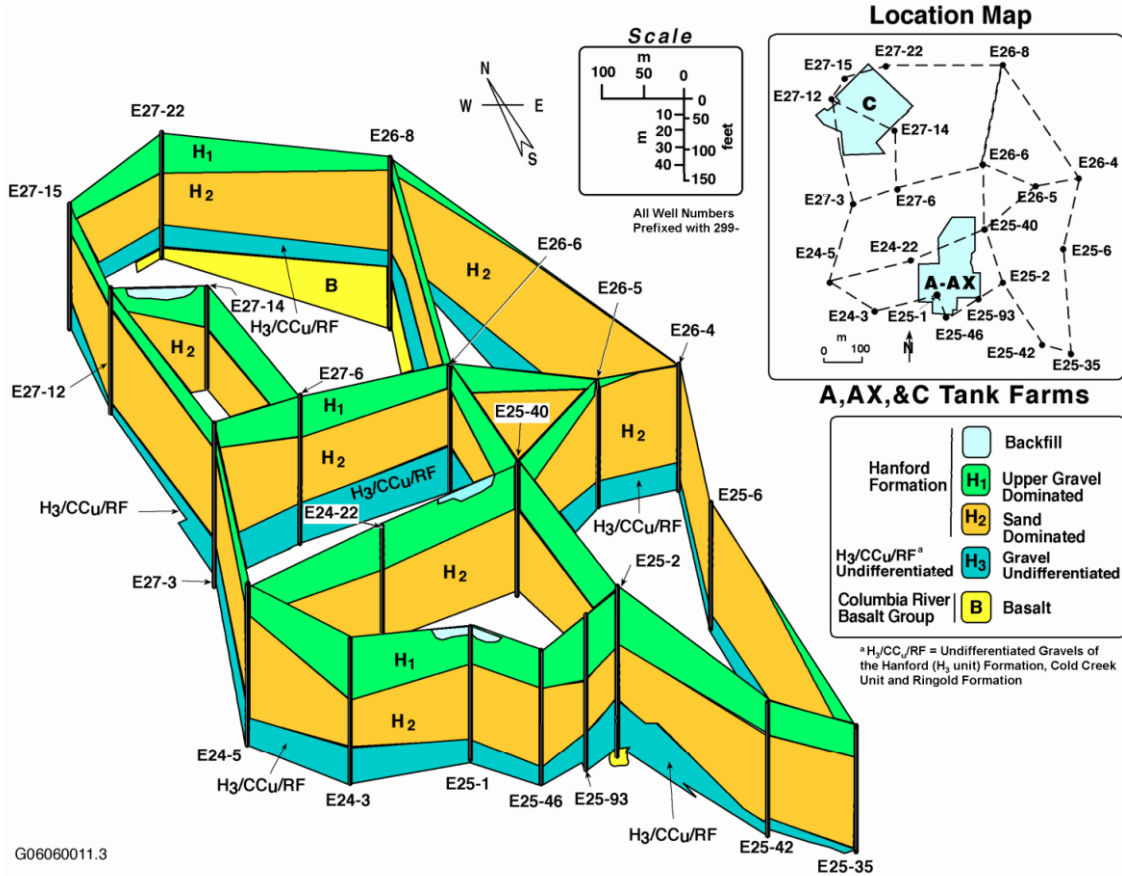 Location Map
E27-22
E26-8
E27-15
E27-12
C
E27-14
E26-6
E26-4
E26-5
E27-3
E27-6
E25-40
E24-22
E25-6
E24-5
A-AX
E25-2
E24-3
E25-1
E25-93
E25-46
E25-42
E25-35
m
0 100
N
Scale
m
100 50 0
0
10
20
30
40
m
50
100
150
feet
All Well Numbers
Prefixed with 299-
N
W E
S
E27-22
E26-8
H1
H2
E27-15
E26-6
H2
B
E27-14
H3/CCu/RF
E26-5
E26-4
H2
E27-12
E27-6
E25-40
H1
H2
H2
H3/CCu/RF
H3/CCu/RF
E24-22
H3/CCu/RF
E25-6
E27-3
H2
E25-2
H1
H2
E24-5
H3/CCu/RF
E24-3
E25-1
E25-46
E25-93
H3/CCu/RF
E25-42
E25-35
A,AX,&C Tank Farms
Hanford
Formation
Backfill
H1 Upper Gravel
Dominated
H2 Sand
Dominated
H3/CCu/RFa
Undifferentiated
H3 Gravel
Undifferentiated
Columbia River
Basalt Group
B Basalt
a H3/CCu/RF = Undifferentiated Gravels of
the Hanford (H3 unit) Formation, Cold Creek
Unit and Ringold Formation
G06060011.3